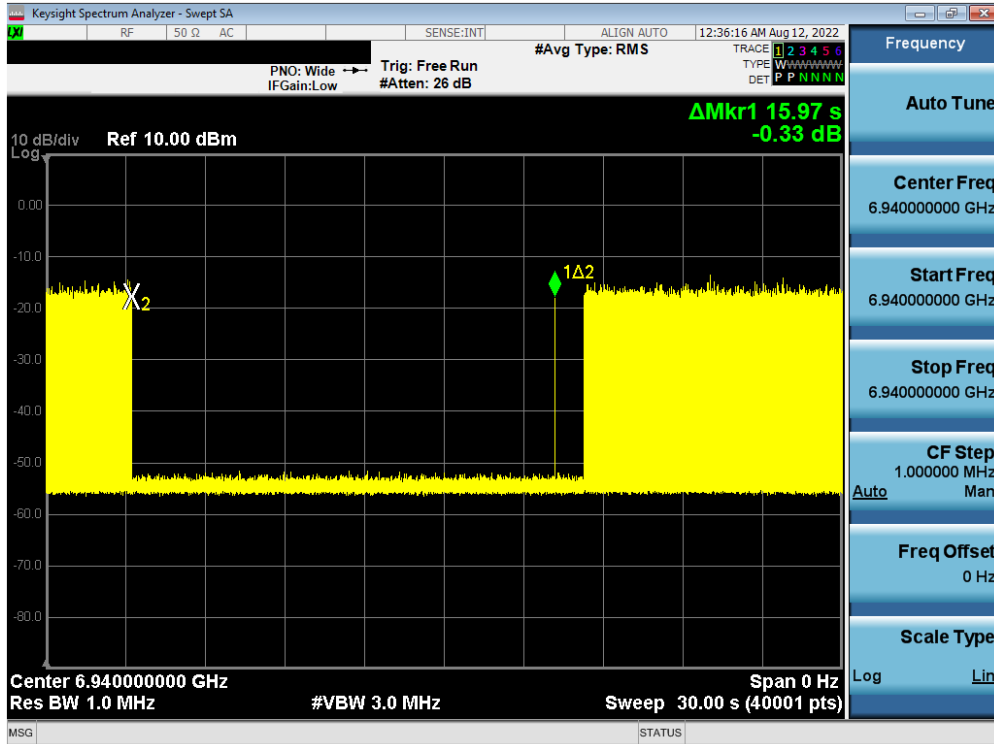 Keysight Spectrum Analyzer - Swept SA
LXI RF 50 Ω AC SENSE:INT ALIGN AUTO 12:36:16 AM Aug 12, 2022
#Avg Type: RMS TRACE 1 2 3 4 5 6
PNO: Wide Trig: Free Run TYPE WWWWWW
IFGain:Low #Atten: 26 dB DET P P N N N N
ΔMkr1 15.97 s
-0.33 dB
10 dB/div Ref 10.00 dBm
Log
0.00
-10.0
1Δ2
2
-20.0
-30.0
-40.0
-50.0
-60.0
-70.0
-80.0
Center 6.940000000 GHz Span 0 Hz
Res BW 1.0 MHz #VBW 3.0 MHz Sweep 30.00 s (40001 pts)
MSG STATUS
Frequency
Auto Tune
Center Freq
6.940000000 GHz
Start Freq
6.940000000 GHz
Stop Freq
6.940000000 GHz
CF Step
1.000000 MHz
Auto Man
Freq Offset
0 Hz
Scale Type
Log Lin